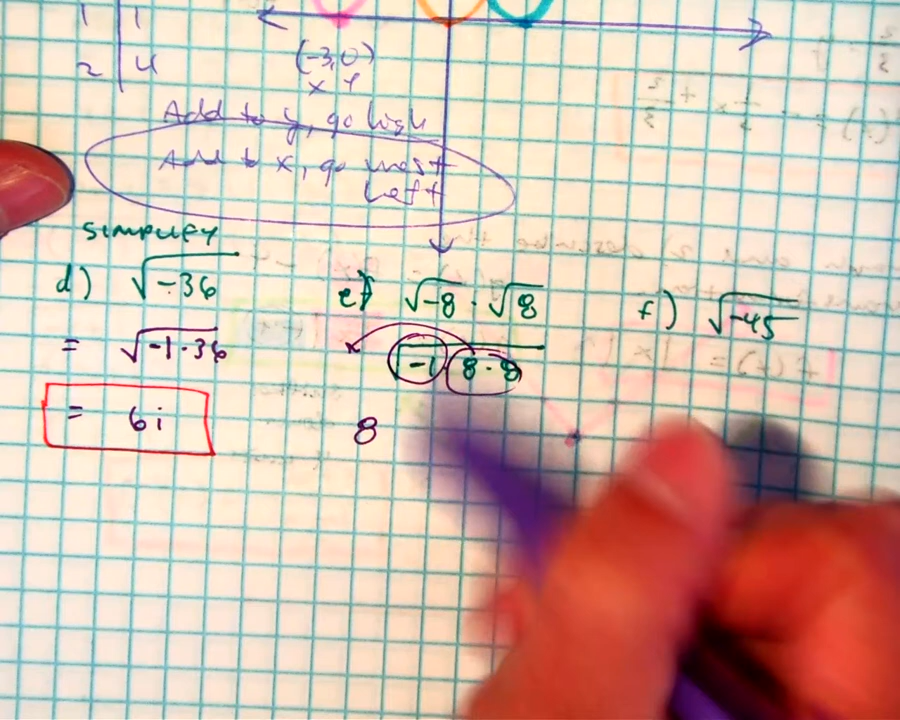 1 1
2 4
(-3,0)
x y
Add to y, go high
Add to x, go west
Left
simplify
d) √-36
= √-1·36
= 6i
e) √-8 · √8
√-1 8·8
8
f) √-45